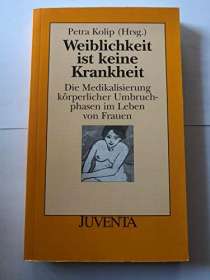 Petra Kolip (Hrsg.)
Weiblichkeit
ist keine
Krankheit
Die Medikalisierung
körperlicher Umbruch-
phasen im Leben
von Frauen
JUVENTA